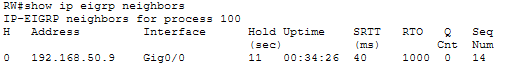 RW#show ip eigrp neighbors
IP-EIGRP neighbors for process 100
H   Address         Interface      Hold Uptime    SRTT   RTO   Q   Seq
                                   (sec)          (ms)        Cnt  Num
0   192.168.50.9    Gig0/0         11   00:34:26  40     1000  0   14